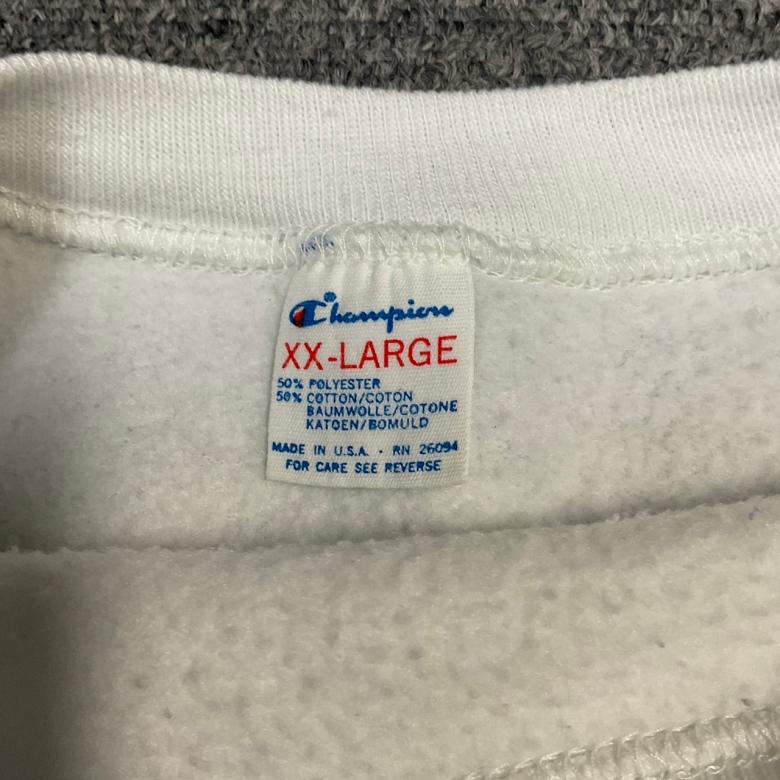 Champion®
XX-LARGE
50% POLYESTER
50% COTTON/COTON
BAUMWOLLE/COTONE
KATOEN/BOMULD
MADE IN U.S.A. · RN 26094
FOR CARE SEE REVERSE